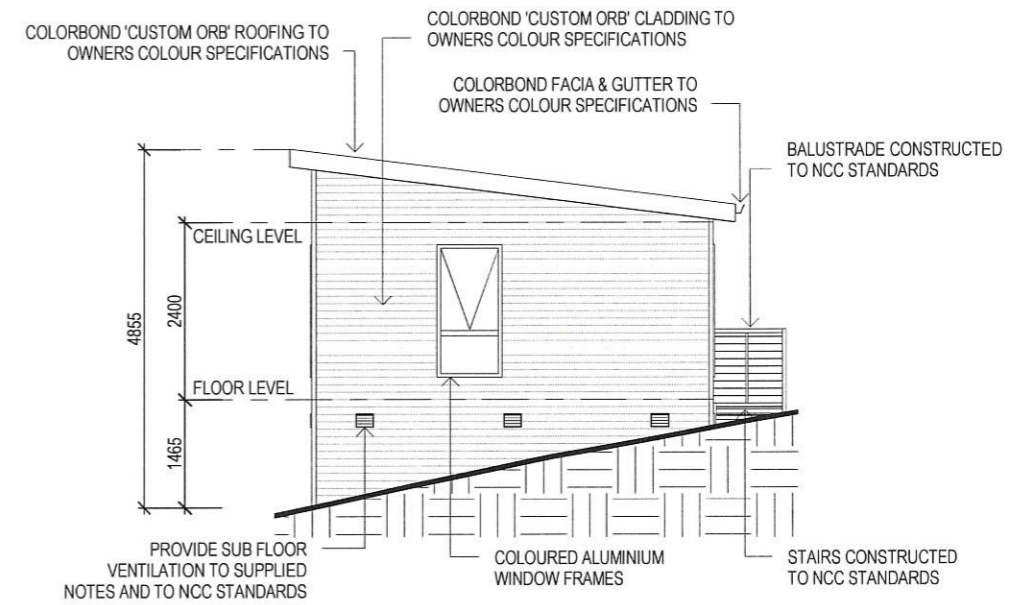 COLORBOND 'CUSTOM ORB' ROOFING TO
OWNERS COLOUR SPECIFICATIONS
COLORBOND 'CUSTOM ORB' CLADDING TO
OWNERS COLOUR SPECIFICATIONS
COLORBOND FACIA & GUTTER TO
OWNERS COLOUR SPECIFICATIONS
BALUSTRADE CONSTRUCTED
TO NCC STANDARDS
CEILING LEVEL
4855
2400
FLOOR LEVEL
1465
PROVIDE SUB FLOOR
VENTILATION TO SUPPLIED
NOTES AND TO NCC STANDARDS
COLOURED ALUMINIUM
WINDOW FRAMES
STAIRS CONSTRUCTED
TO NCC STANDARDS